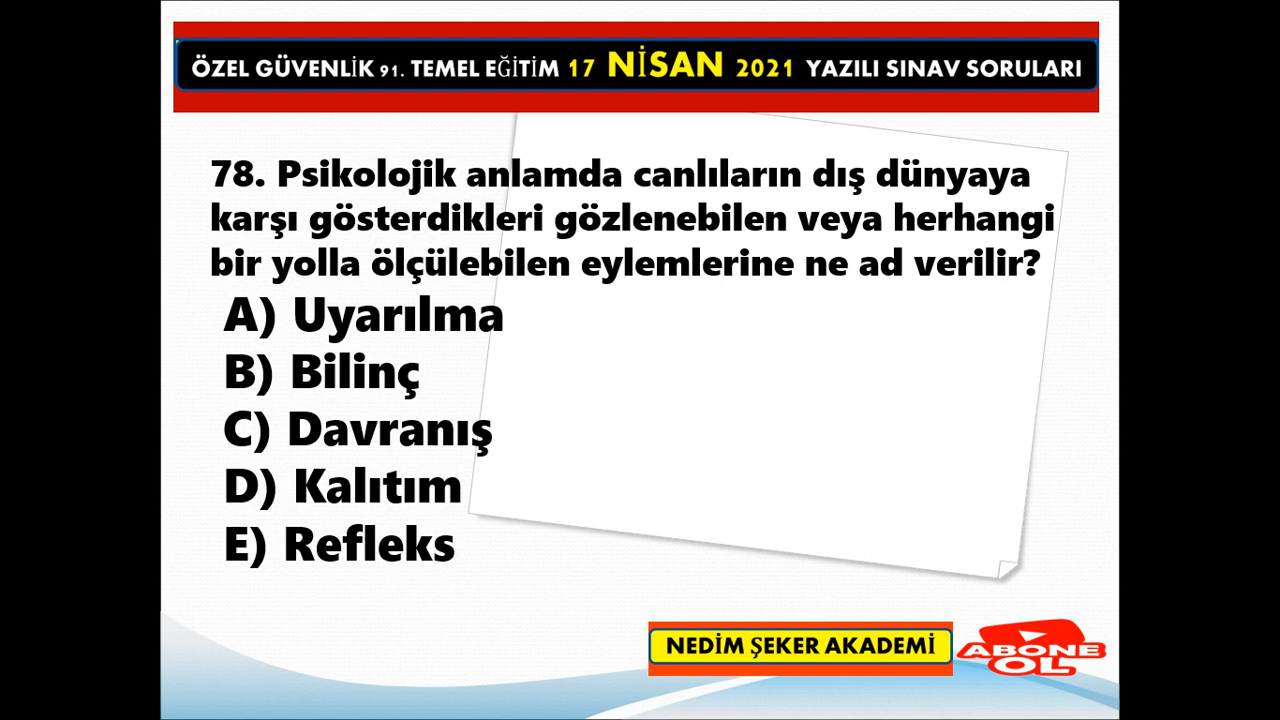 ÖZEL GÜVENLİK 91. TEMEL EĞİTİM 17 NİSAN 2021 YAZILI SINAV SORULARI
78. Psikolojik anlamda canlıların dış dünyaya
karşı gösterdikleri gözlenebilen veya herhangi
bir yolla ölçülebilen eylemlerine ne ad verilir?
A) Uyarılma
B) Bilinç
C) Davranış
D) Kalıtım
E) Refleks
NEDİM ŞEKER AKADEMİ
ABONE
OL